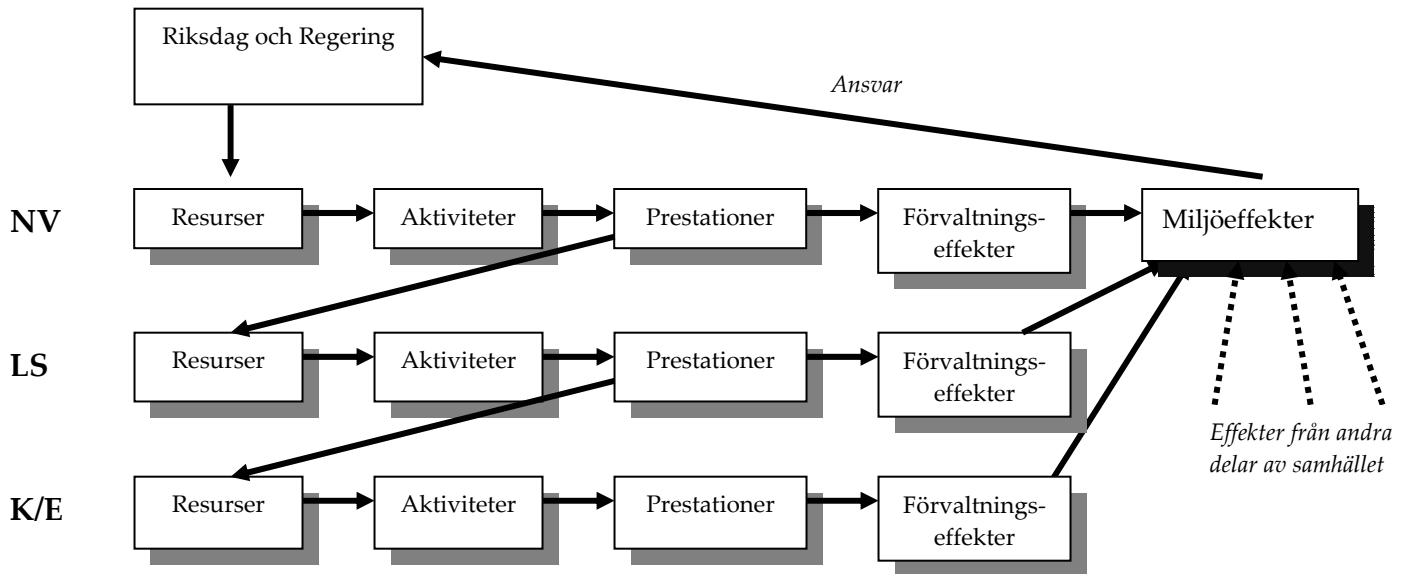 Riksdag och Regering
Ansvar
NV
Resurser
Aktiviteter
Prestationer
Förvaltnings-
effekter
Miljöeffekter
LS
Resurser
Aktiviteter
Prestationer
Förvaltnings-
effekter
Effekter från andra
delar av samhället
K/E
Resurser
Aktiviteter
Prestationer
Förvaltnings-
effekter